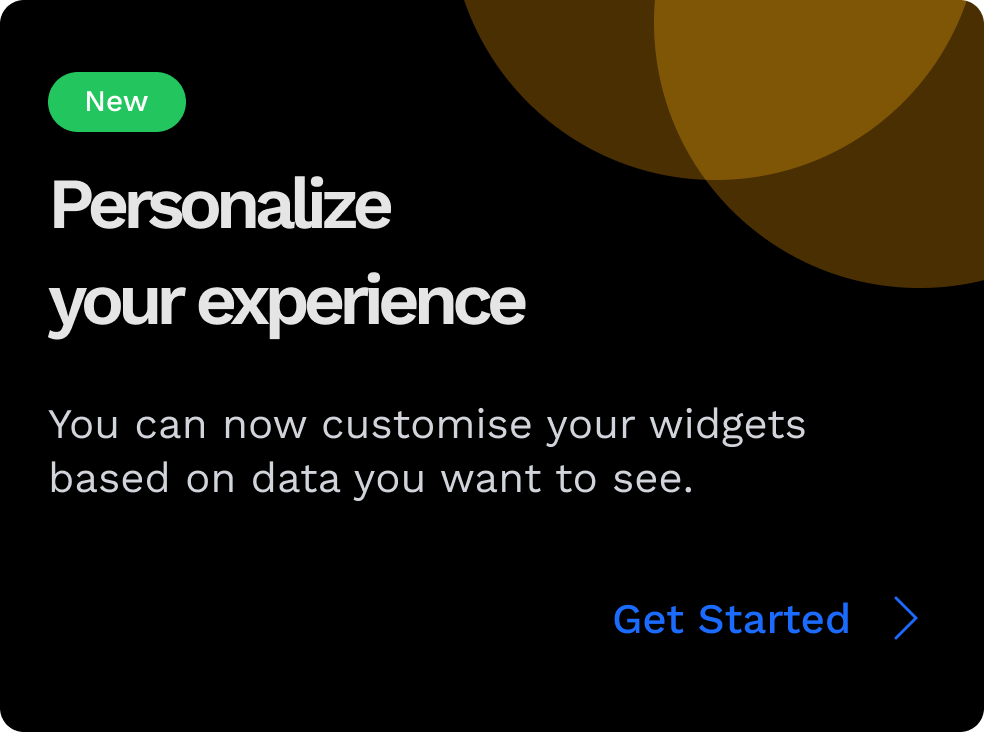 New
Personalize
your experience
You can now customise your widgets
based on data you want to see.
Get Started